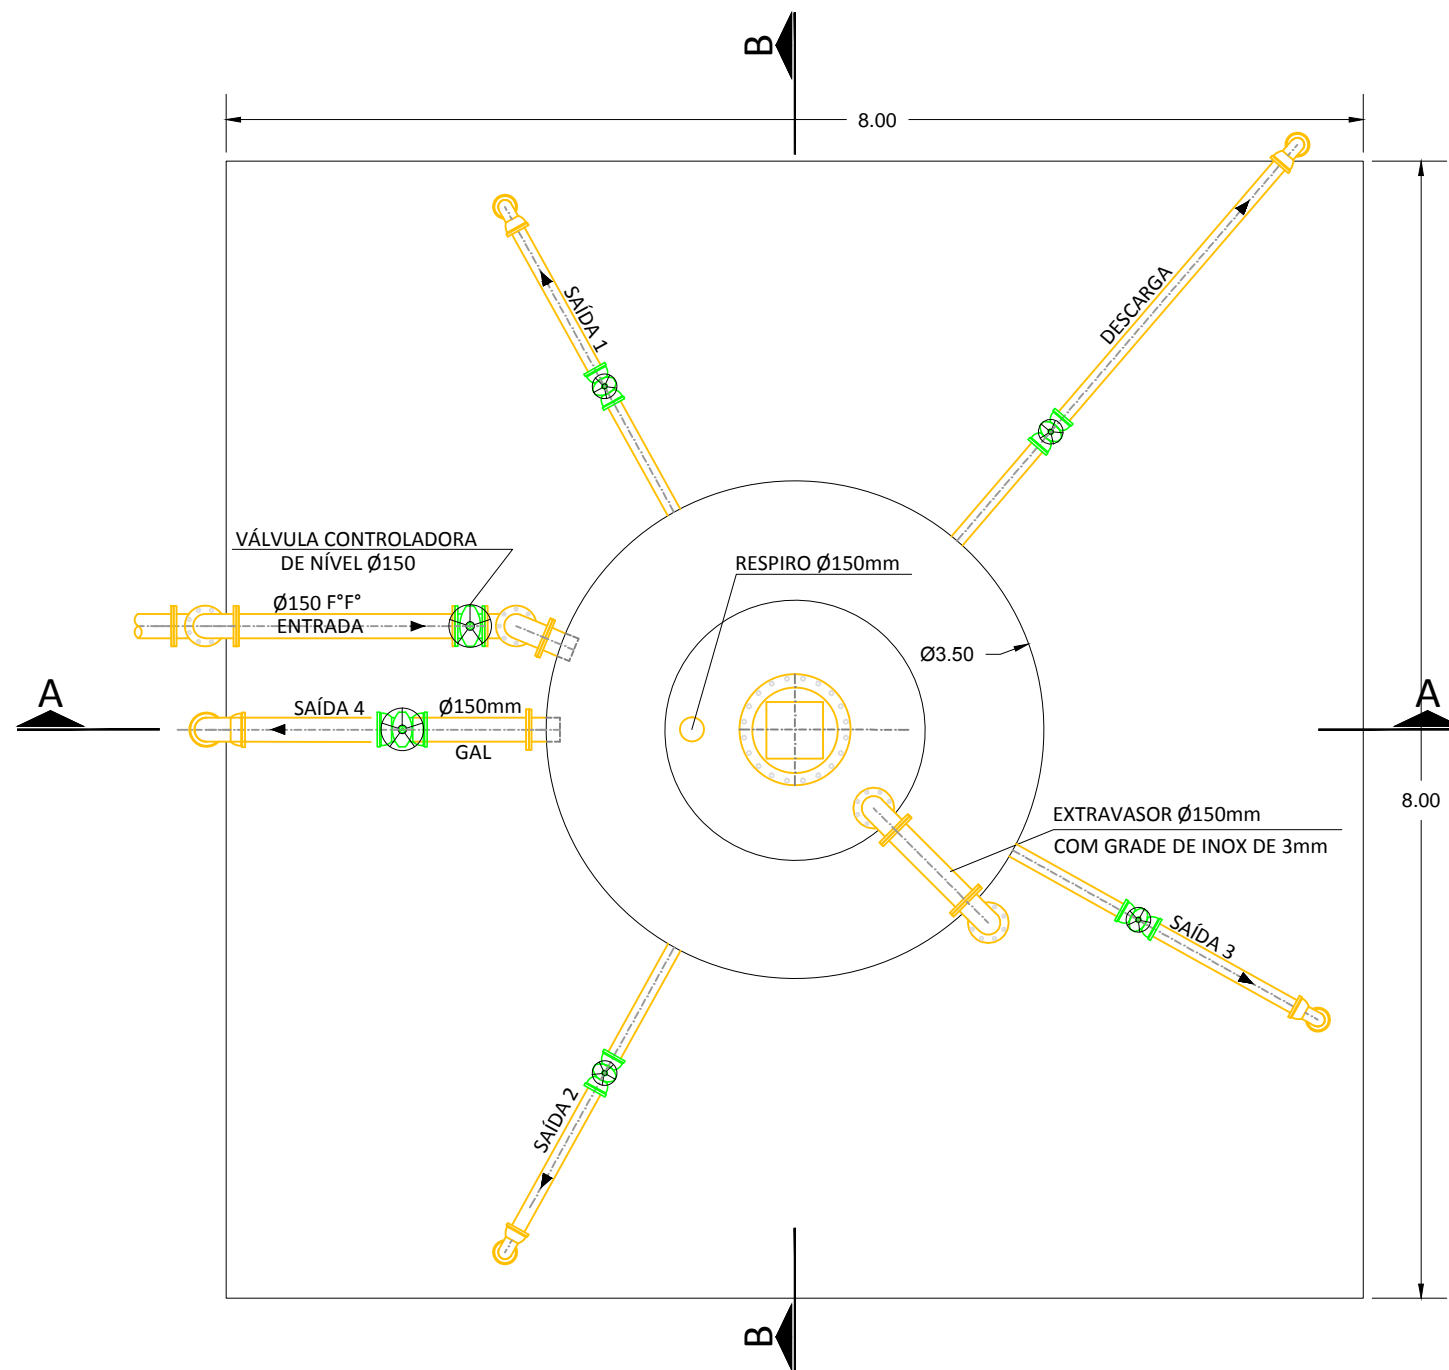 B
8.00
SAÍDA 1
DESCARGA
VÁLVULA CONTROLADORA
DE NÍVEL Ø150
RESPIRO Ø150mm
Ø150 F°F°
ENTRADA
Ø3.50
A
SAÍDA 4
Ø150mm
GAL
A
8.00
EXTRAVASOR Ø150mm
COM GRADE DE INOX DE 3mm
SAÍDA 3
SAÍDA 2
B